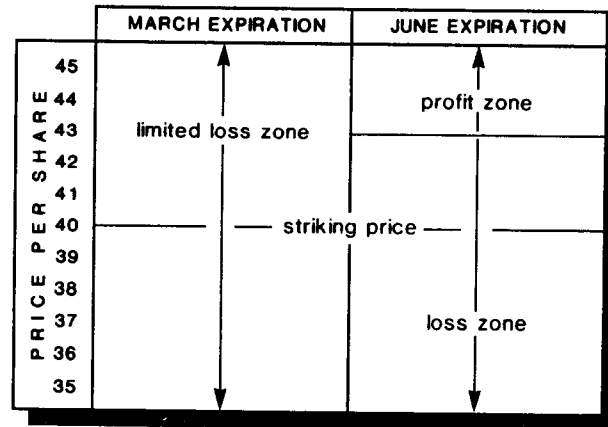 MARCH EXPIRATION JUNE EXPIRATION
PRICE PER SHARE
45
44 profit zone
43 limited loss zone
42
41
40 striking price
39
38
37 loss zone
36
35